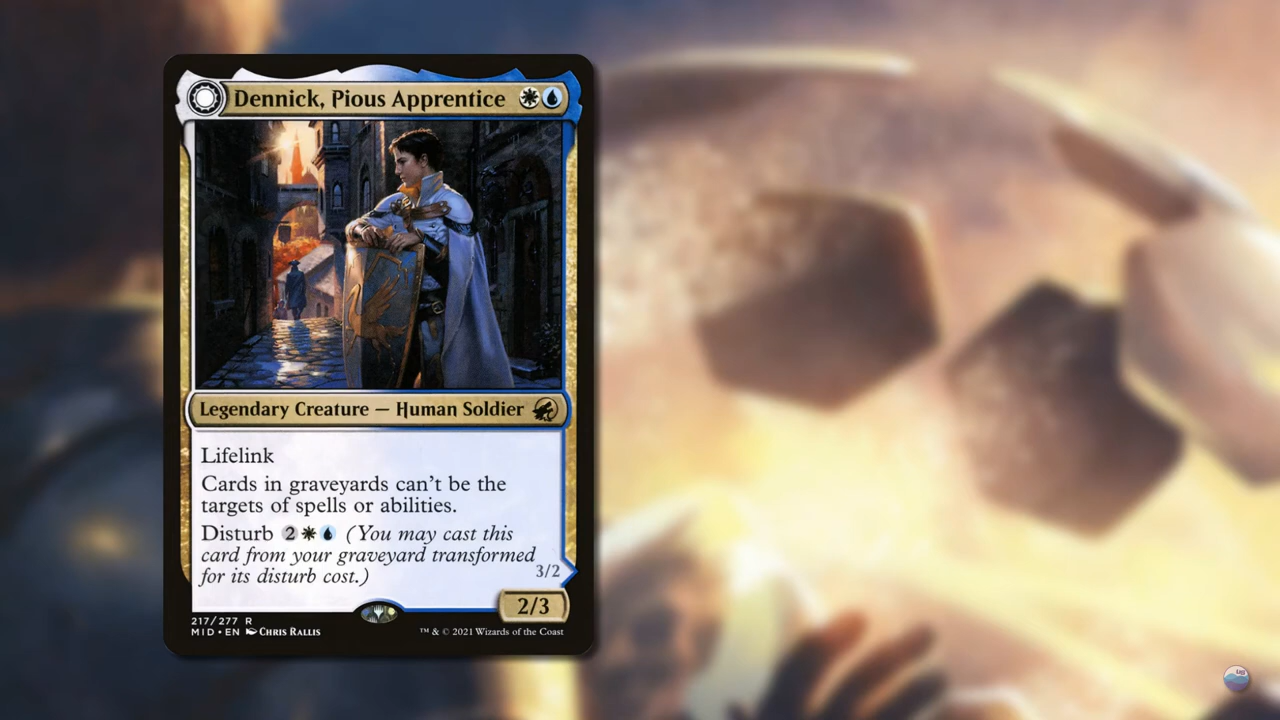 Dennick, Pious Apprentice
Legendary Creature — Human Soldier
Lifelink
Cards in graveyards can't be the
targets of spells or abilities.
Disturb 2 (You may cast this
card from your graveyard transformed
for its disturb cost.)
3/2
2/3
217/277 R
MID • EN Chris Rallis
™ & © 2021 Wizards of the Coast